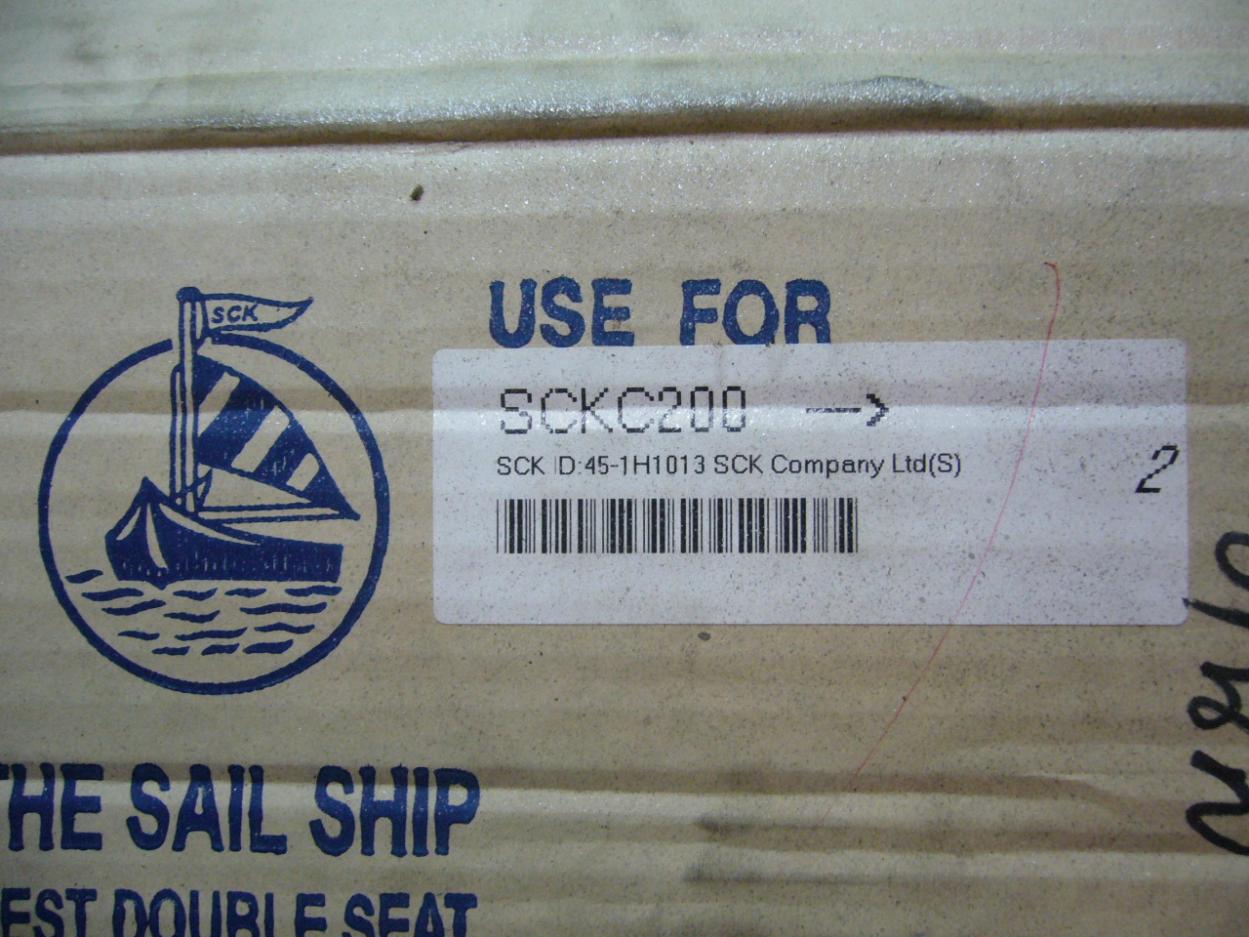 SCK
USE FOR
SCKC200 -->
SCK ID:45-1H1013 SCK Company Ltd(S)
2
THE SAIL SHIP
EST DOUBLE SEAT